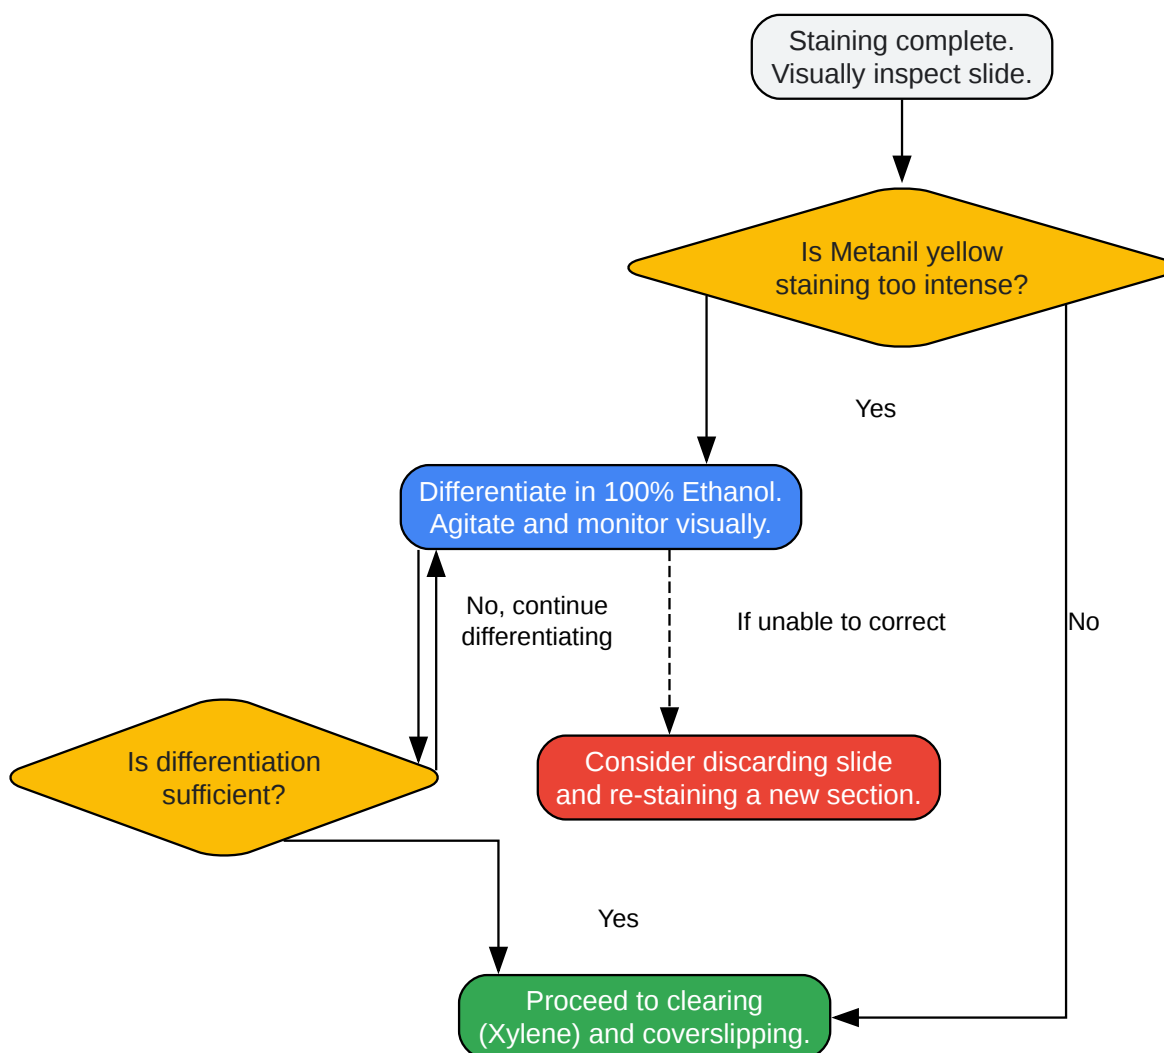 Staining complete.
Visually inspect slide.
Is Metanil yellow
staining too intense?
Yes
Differentiate in 100% Ethanol.
Agitate and monitor visually.
No, continue
differentiating
If unable to correct
No
Is differentiation
sufficient?
Consider discarding slide
and re-staining a new section.
Yes
Proceed to clearing
(Xylene) and coverslipping.